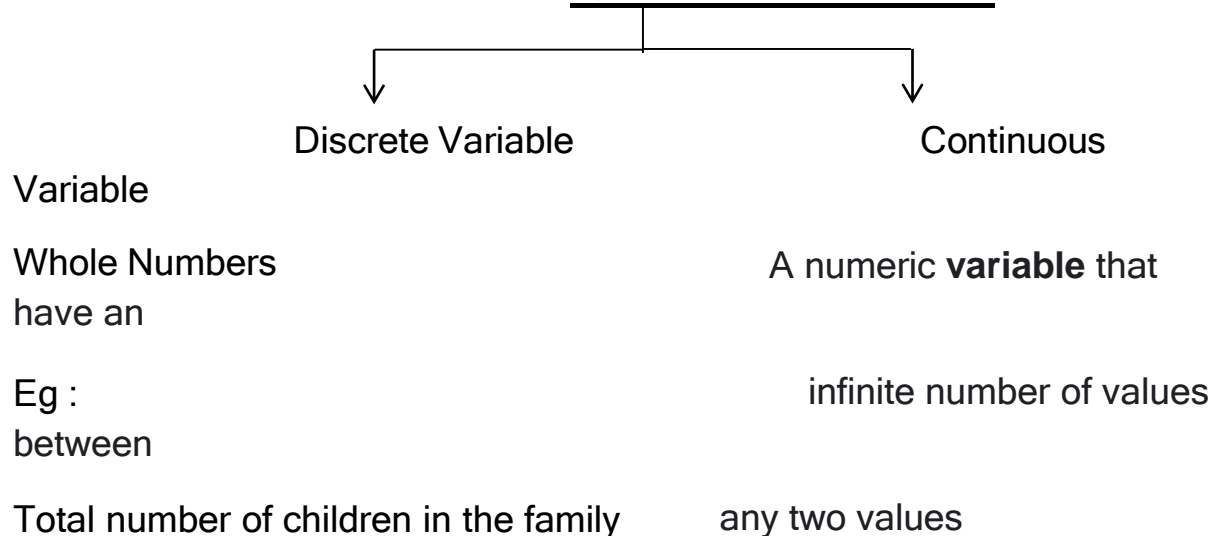 Discrete Variable Continuous
Variable
Whole Numbers A numeric variable that
have an
Eg : infinite number of values
between
Total number of children in the family any two values